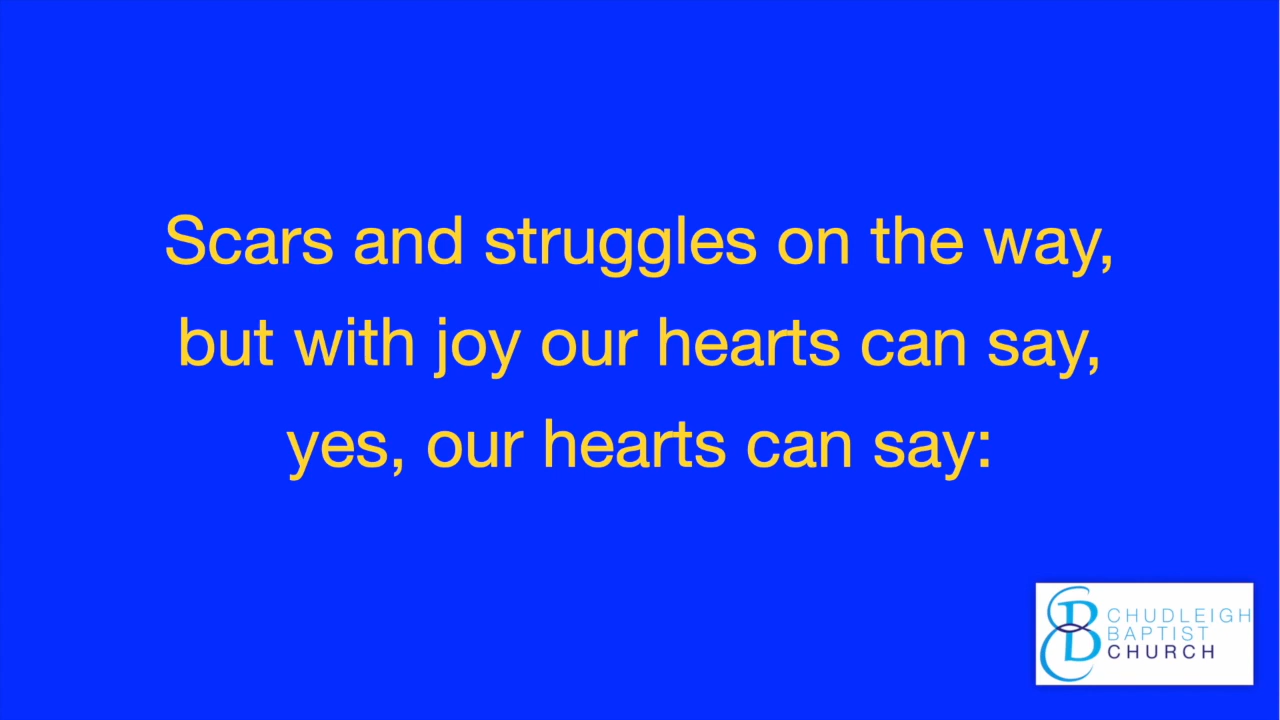 Scars and struggles on the way,
but with joy our hearts can say,
yes, our hearts can say:
CHUDLEIGH
BAPTIST
CHURCH